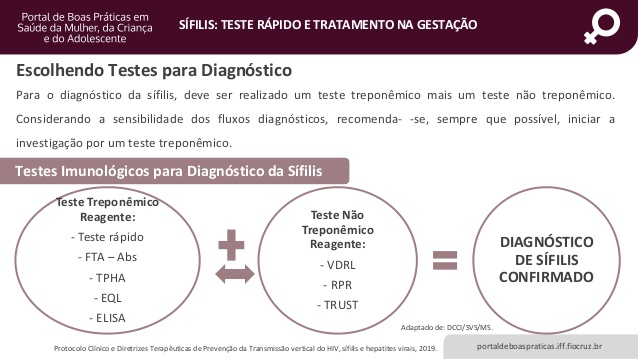 Portal de Boas Práticas em
Saúde da Mulher, da Criança
e do Adolescente
SÍFILIS: TESTE RÁPIDO E TRATAMENTO NA GESTAÇÃO
Escolhendo Testes para Diagnóstico
Para o diagnóstico da sífilis, deve ser realizado um teste treponêmico mais um teste não treponêmico.
Considerando a sensibilidade dos fluxos diagnósticos, recomenda- -se, sempre que possível, iniciar a
investigação por um teste treponêmico.
Testes Imunológicos para Diagnóstico da Sífilis
Teste Treponêmico
Reagente:
- Teste rápido
- FTA – Abs
- TPHA
- EQL
- ELISA
Teste Não
Treponêmico
Reagente:
- VDRL
- RPR
- TRUST
DIAGNÓSTICO
DE SÍFILIS
CONFIRMADO
Adaptado de: DCCI/SVS/MS.
Protocolo Clínico e Diretrizes Terapêuticas de Prevenção da Transmissão vertical do HIV, sífilis e hepatites virais, 2019.
portaldeboaspraticas.iff.fiocruz.br